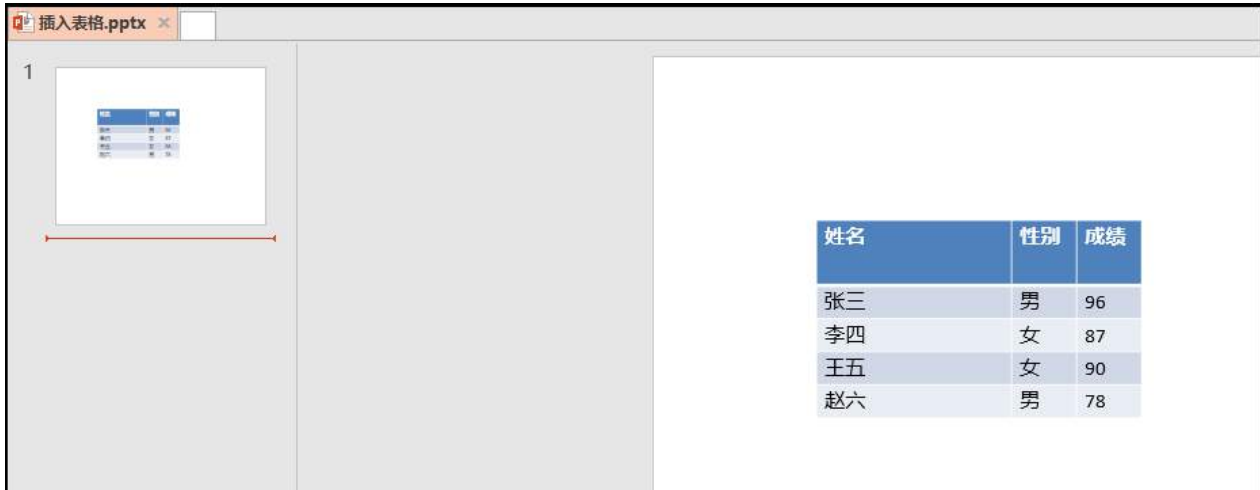 插入表格.pptx
1
姓名 性别 成绩
张三 男 96
李四 女 87
王五 女 90
赵六 男 78